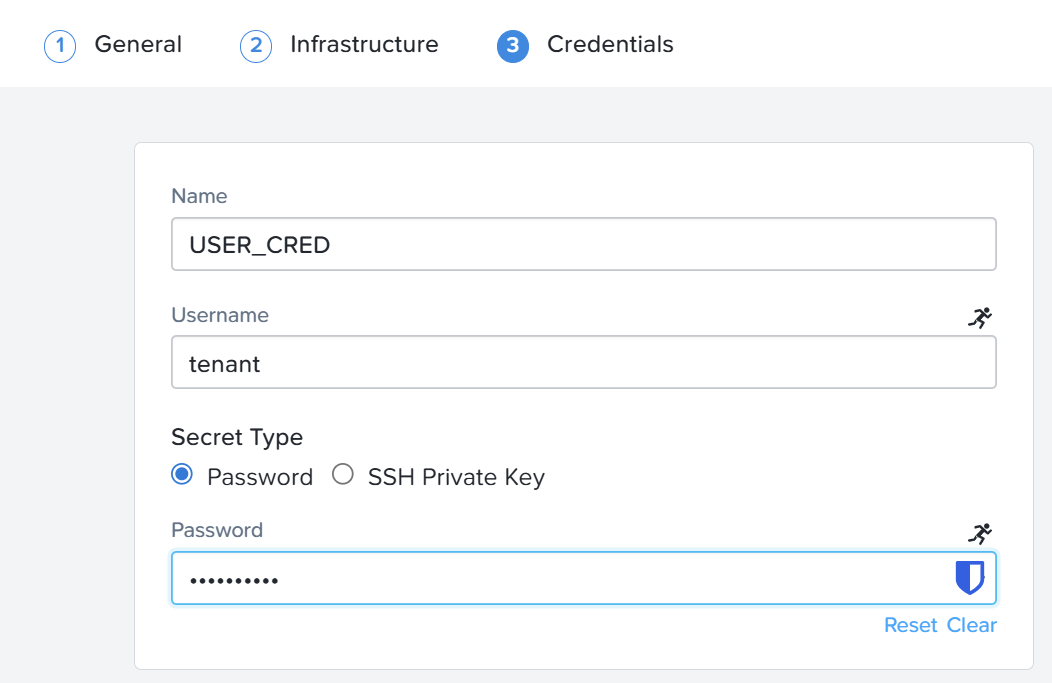 1 General 2 Infrastructure 3 Credentials
Name
USER_CRED
Username
tenant
Secret Type
Password SSH Private Key
Password
••••••••••
Reset Clear